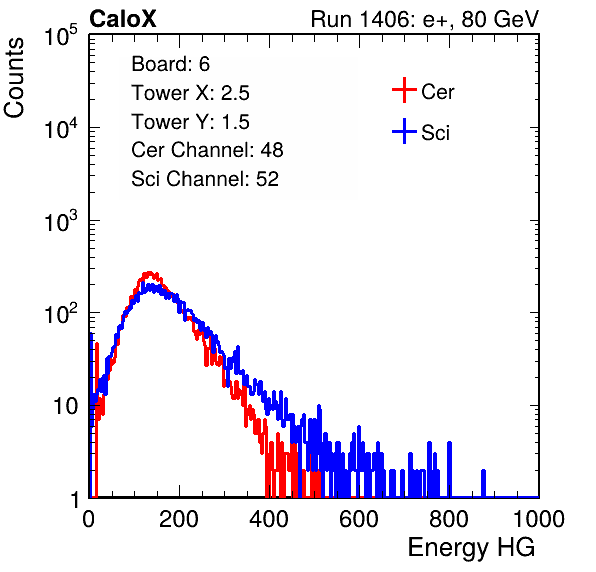 CaloX Run 1406: e+, 80 GeV
Counts
10^5
10^4
10^3
10^2
10
1
Board: 6
Tower X: 2.5
Tower Y: 1.5
Cer Channel: 48
Sci Channel: 52
Cer
Sci
0 200 400 600 800 1000
Energy HG